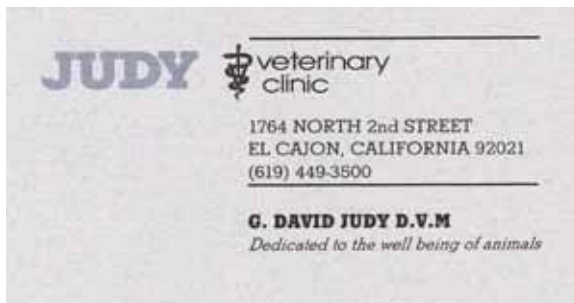 JUDY veterinary
clinic
1764 NORTH 2nd STREET
EL CAJON, CALIFORNIA 92021
(619) 449-3500
G. DAVID JUDY D.V.M
Dedicated to the well being of animals